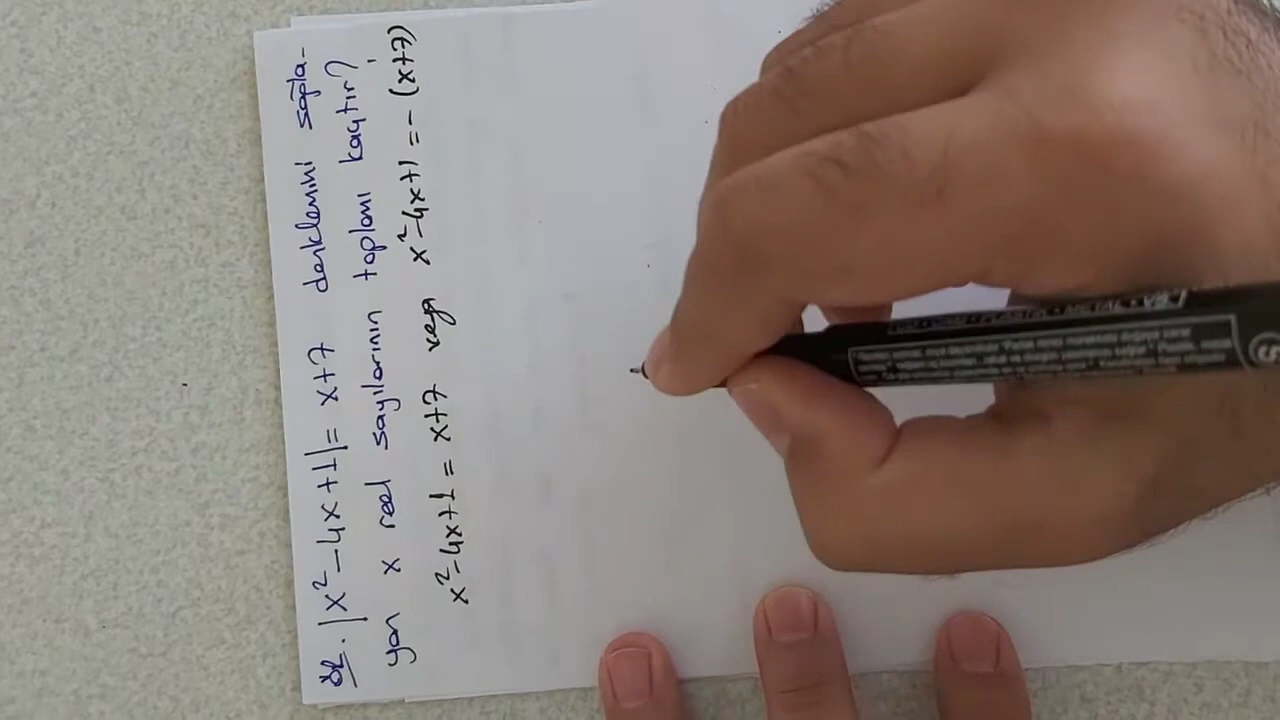 Ör. |x²-4x+1|= x+7 denklemini sağla-
yan x reel sayılarının toplamı kaçtır?
x²-4x+1 = x+7 veya x²-4x+1 =-(x+7)